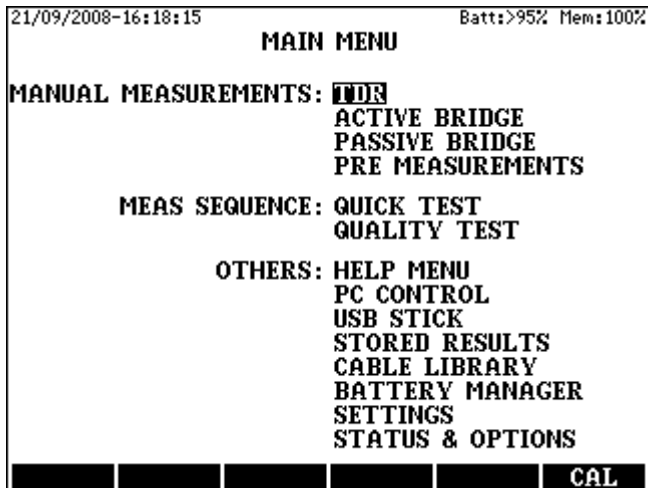 21/09/2008-16:18:15 Batt:>95% Mem:100%
MAIN MENU
MANUAL MEASUREMENTS: TDR
ACTIVE BRIDGE
PASSIVE BRIDGE
PRE MEASUREMENTS
MEAS SEQUENCE: QUICK TEST
QUALITY TEST
OTHERS: HELP MENU
PC CONTROL
USB STICK
STORED RESULTS
CABLE LIBRARY
BATTERY MANAGER
SETTINGS
STATUS & OPTIONS
CAL